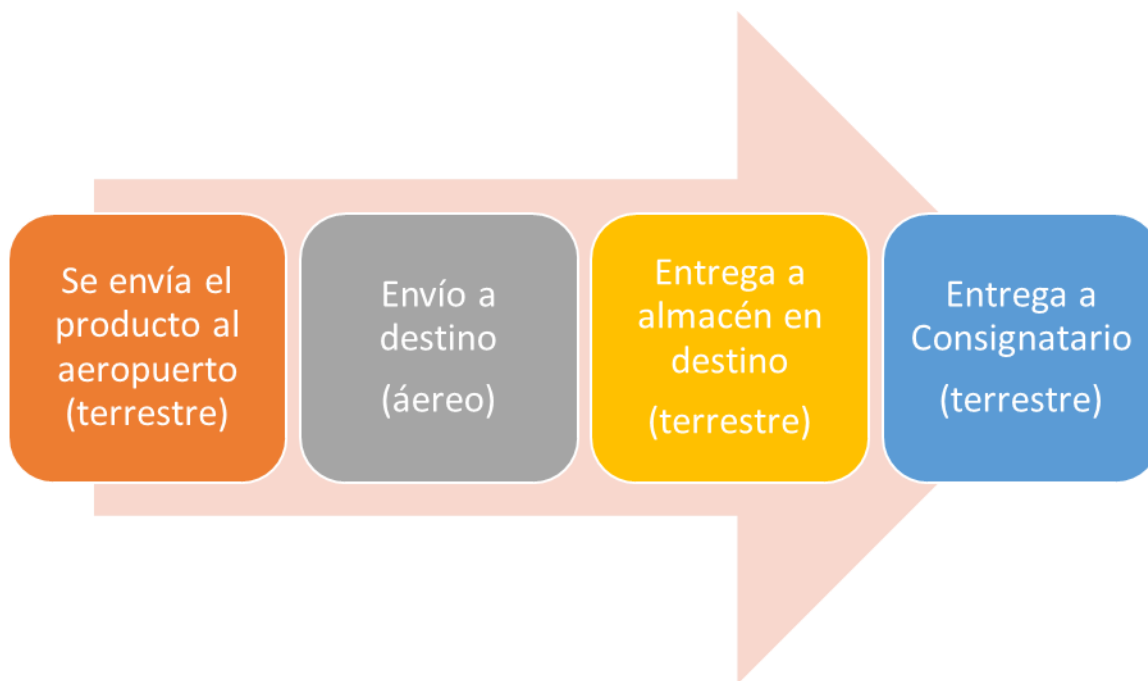 Se envía el
producto al
aeropuerto
(terrestre)
Envío a
destino
(áereo)
Entrega a
almacén en
destino
(terrestre)
Entrega a
Consignatario
(terrestre)